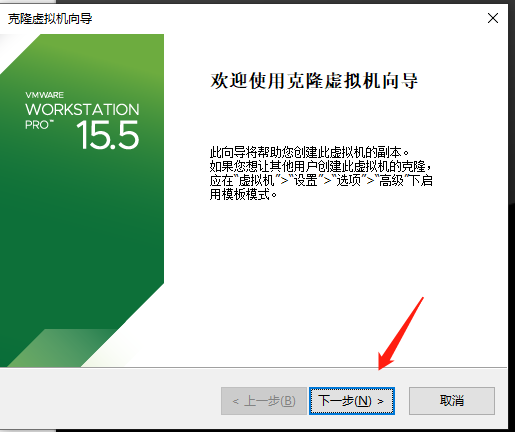 克隆虚拟机向导
VMWARE
WORKSTATION
PRO™
15.5
欢迎使用克隆虚拟机向导
此向导将帮助您创建此虚拟机的副本。
如果您想让其他用户创建此虚拟机的克隆，
应在“虚拟机”>“设置”>“选项”>“高级”下启
用模板模式。
< 上一步(B)
下一步(N) >
取消